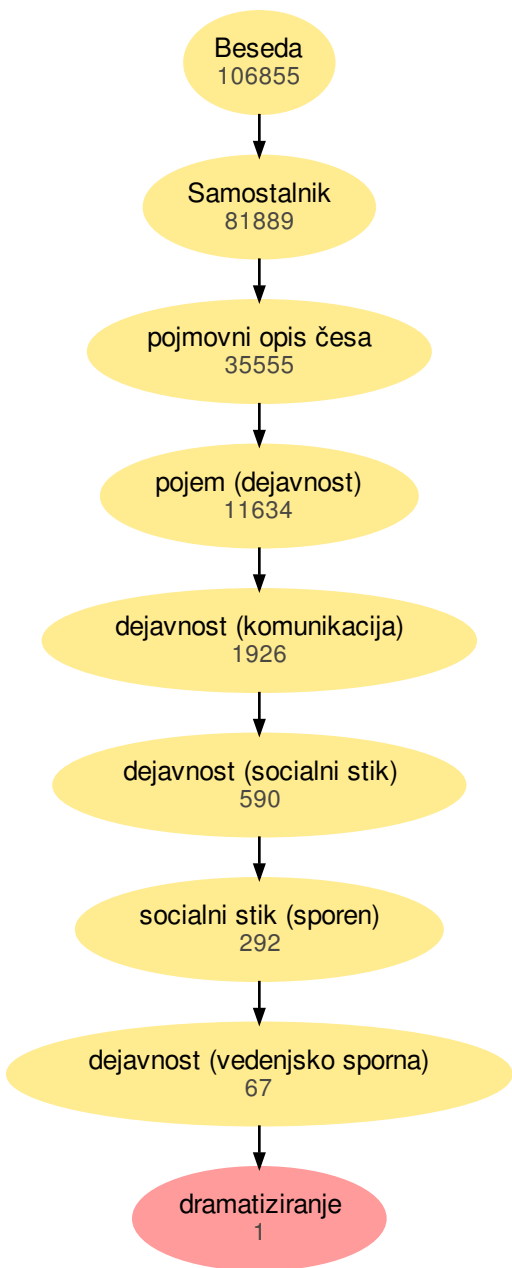 Beseda
106855
Samostalnik
81889
pojmovni opis česa
35555
pojem (dejavnost)
11634
dejavnost (komunikacija)
1926
dejavnost (socialni stik)
590
socialni stik (sporen)
292
dejavnost (vedenjsko sporna)
67
dramatiziranje
1